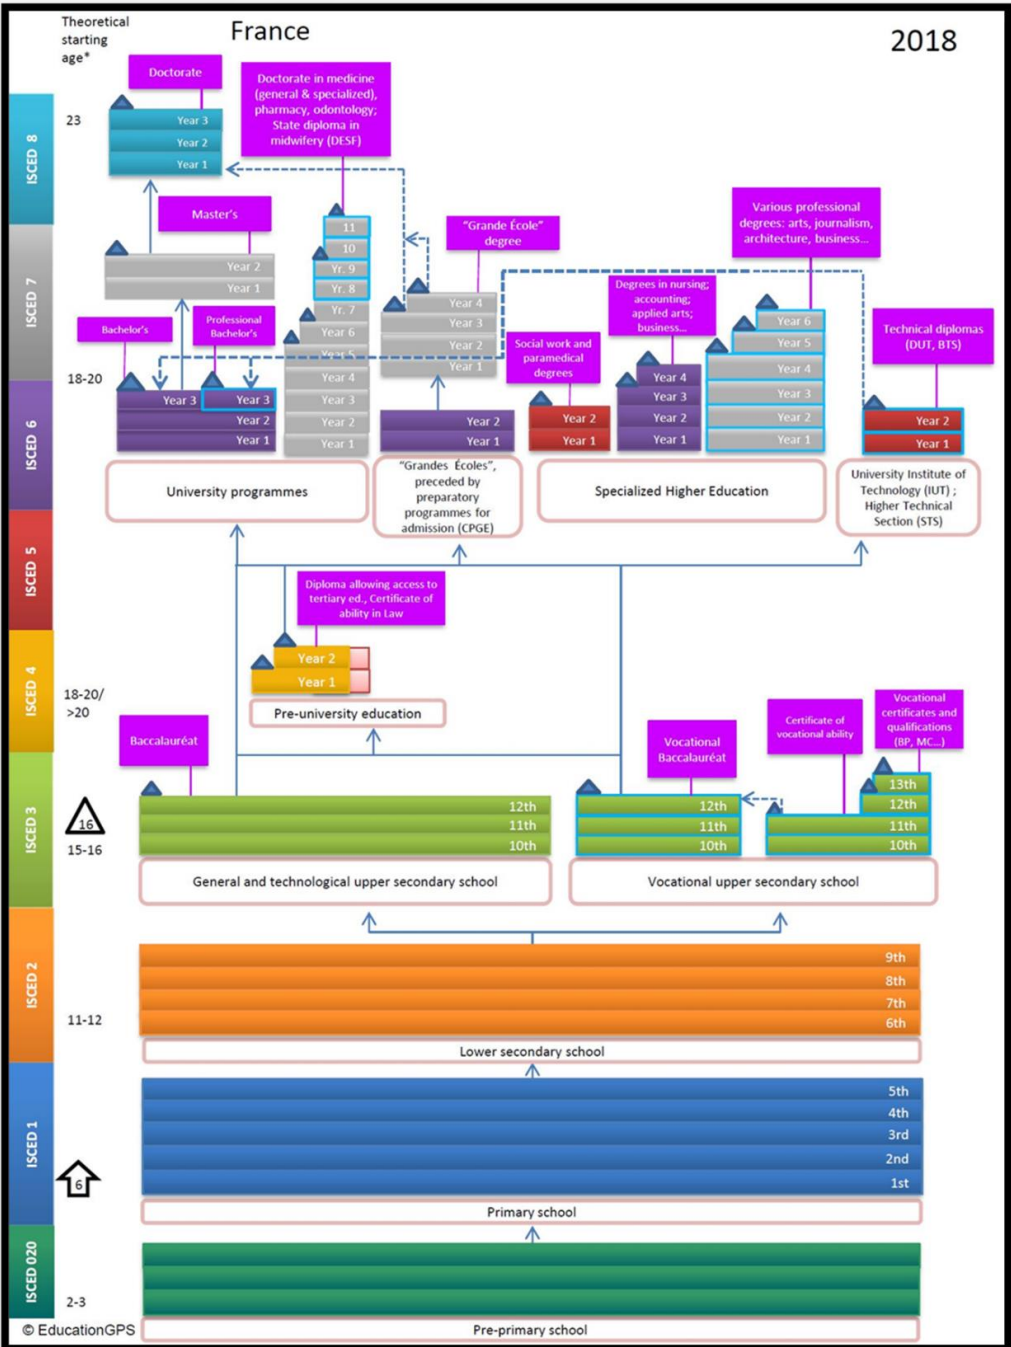 Theoretical
starting
age*
France
2018
Doctorate
Doctorate in medicine
(general & specialized),
pharmacy, odontology;
State diploma in
midwifery (DESF)
ISCED 8
23
Year 3
Year 2
Year 1
Master's
Various professional
degrees: arts, journalism,
architecture, business...
"Grande École"
degree
11
10
Yr. 9
Yr. 8
Yr. 7
Year 6
Year 5
Year 4
Year 3
Year 2
Year 1
ISCED 7
Year 2
Year 1
Year 4
Year 3
Year 2
Year 1
Degrees in nursing;
accounting;
applied arts;
business...
Year 6
Year 5
Year 4
Year 3
Year 2
Year 1
Technical diplomas
(DUT, BTS)
Bachelor's
Professional
Bachelor's
Social work and
paramedical
degrees
18-20
ISCED 6
Year 3
Year 3
Year 2
Year 1
Year 2
Year 1
Year 2
Year 1
Year 4
Year 3
Year 2
Year 1
Year 2
Year 1
University programmes
"Grandes Écoles",
preceded by
preparatory
programmes for
admission (CPGE)
Specialized Higher Education
University Institute of
Technology (IUT) ;
Higher Technical
Section (STS)
ISCED 5
Diploma allowing access to
tertiary ed., Certificate of
ability in Law
ISCED 4
18-20/
>20
Year 2
Year 1
Pre-university education
Baccalauréat
Vocational
Baccalauréat
Certificate of
vocational ability
Vocational
certificates and
qualifications
(BP, MC...)
ISCED 3
16
15-16
12th
11th
10th
12th
11th
10th
13th
12th
11th
10th
General and technological upper secondary school
Vocational upper secondary school
ISCED 2
11-12
9th
8th
7th
6th
Lower secondary school
ISCED 1
6
5th
4th
3rd
2nd
1st
Primary school
ISCED 020
2-3
Pre-primary school
© EducationGPS